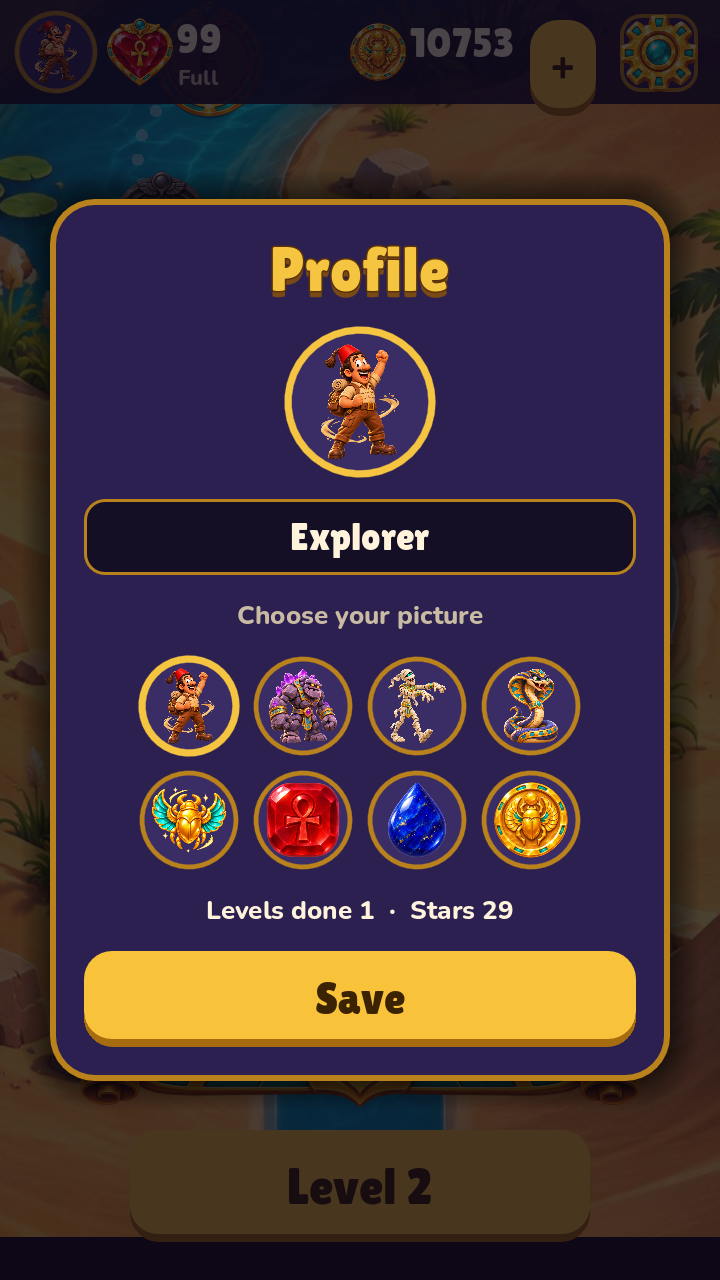 99
Full
10753
+
Profile
Explorer
Choose your picture
Levels done 1 · Stars 29
Save
Level 2